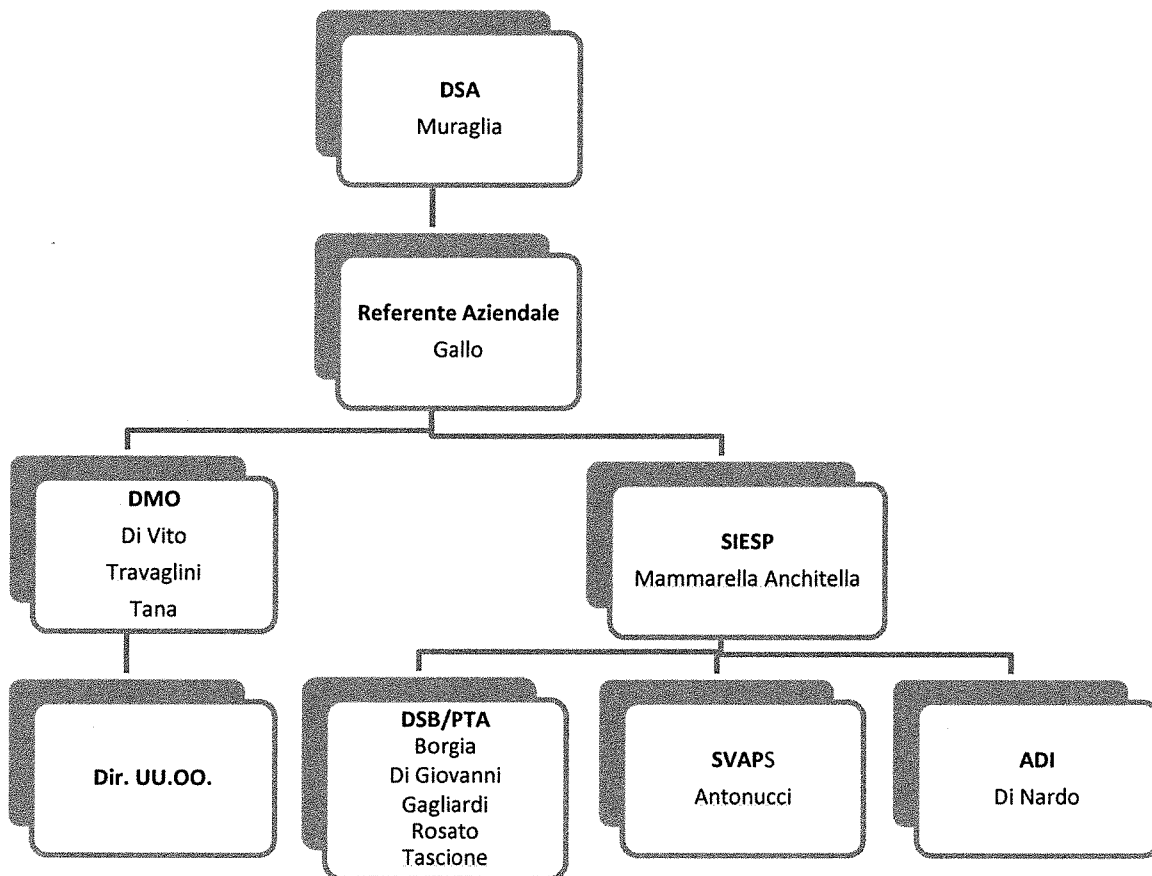 DSA
Muraglia
Referente Aziendale
Gallo
DMO
Di Vito
Travaglini
Tana
SIESP
Mammarella Anchitella
Dir. UU.OO.
DSB/PTA
Borgia
Di Giovanni
Gagliardi
Rosato
Tascione
SVAPS
Antonucci
ADI
Di Nardo